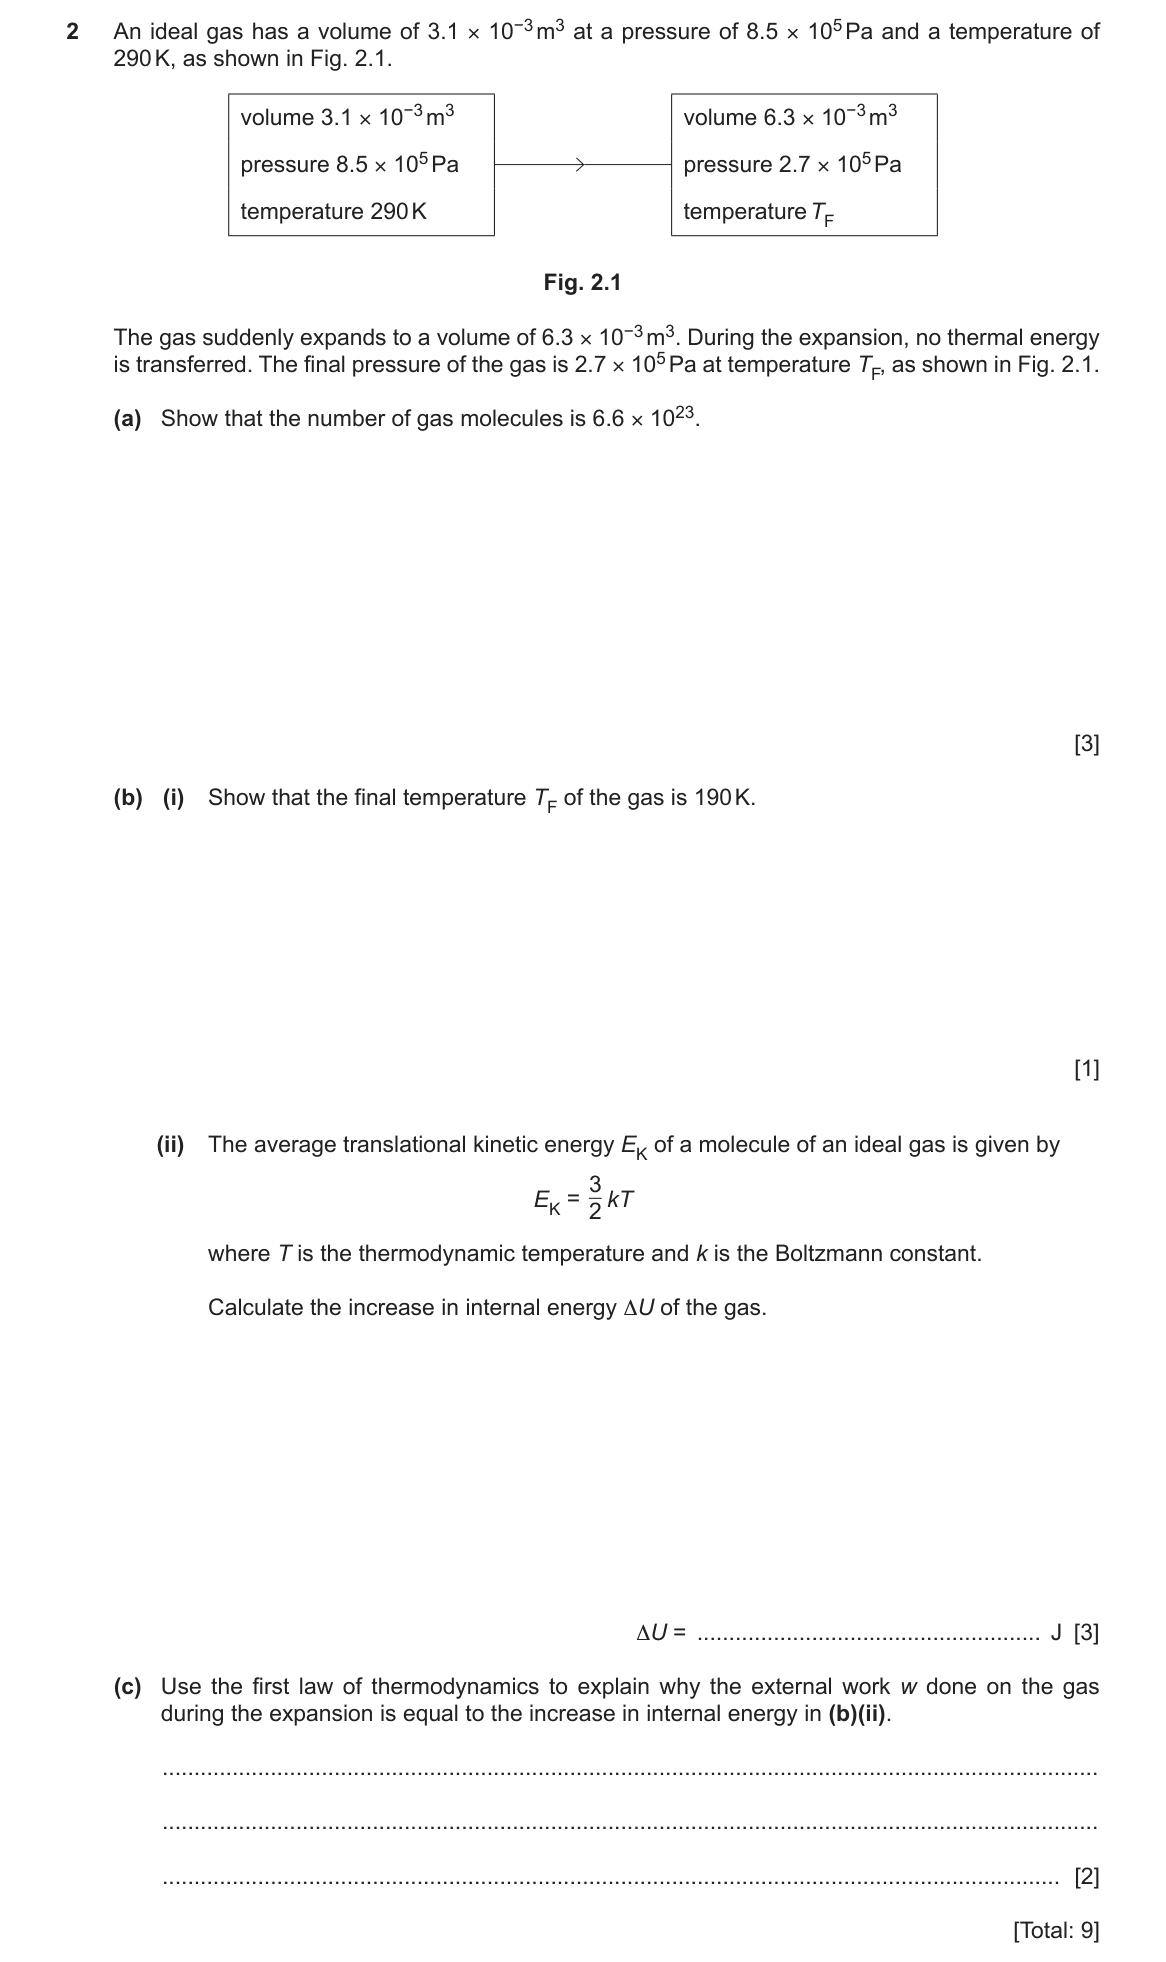 2 An ideal gas has a volume of 3.1 × 10⁻³ m³ at a pressure of 8.5 × 10⁵ Pa and a temperature of
290 K, as shown in Fig. 2.1.
volume 3.1 × 10⁻³ m³
pressure 8.5 × 10⁵ Pa
temperature 290 K
volume 6.3 × 10⁻³ m³
pressure 2.7 × 10⁵ Pa
temperature T_F
Fig. 2.1
The gas suddenly expands to a volume of 6.3 × 10⁻³ m³. During the expansion, no thermal energy
is transferred. The final pressure of the gas is 2.7 × 10⁵ Pa at temperature T_F, as shown in Fig. 2.1.
(a) Show that the number of gas molecules is 6.6 × 10²³.
[3]
(b) (i) Show that the final temperature T_F of the gas is 190 K.
[1]
(ii) The average translational kinetic energy E_K of a molecule of an ideal gas is given by
E_K = 3/2 kT
where T is the thermodynamic temperature and k is the Boltzmann constant.
Calculate the increase in internal energy ΔU of the gas.
ΔU = ...................................................... J [3]
(c) Use the first law of thermodynamics to explain why the external work w done on the gas
during the expansion is equal to the increase in internal energy in (b)(ii).
...................................................................................................................................................
...................................................................................................................................................
............................................................................................................................................. [2]
[Total: 9]